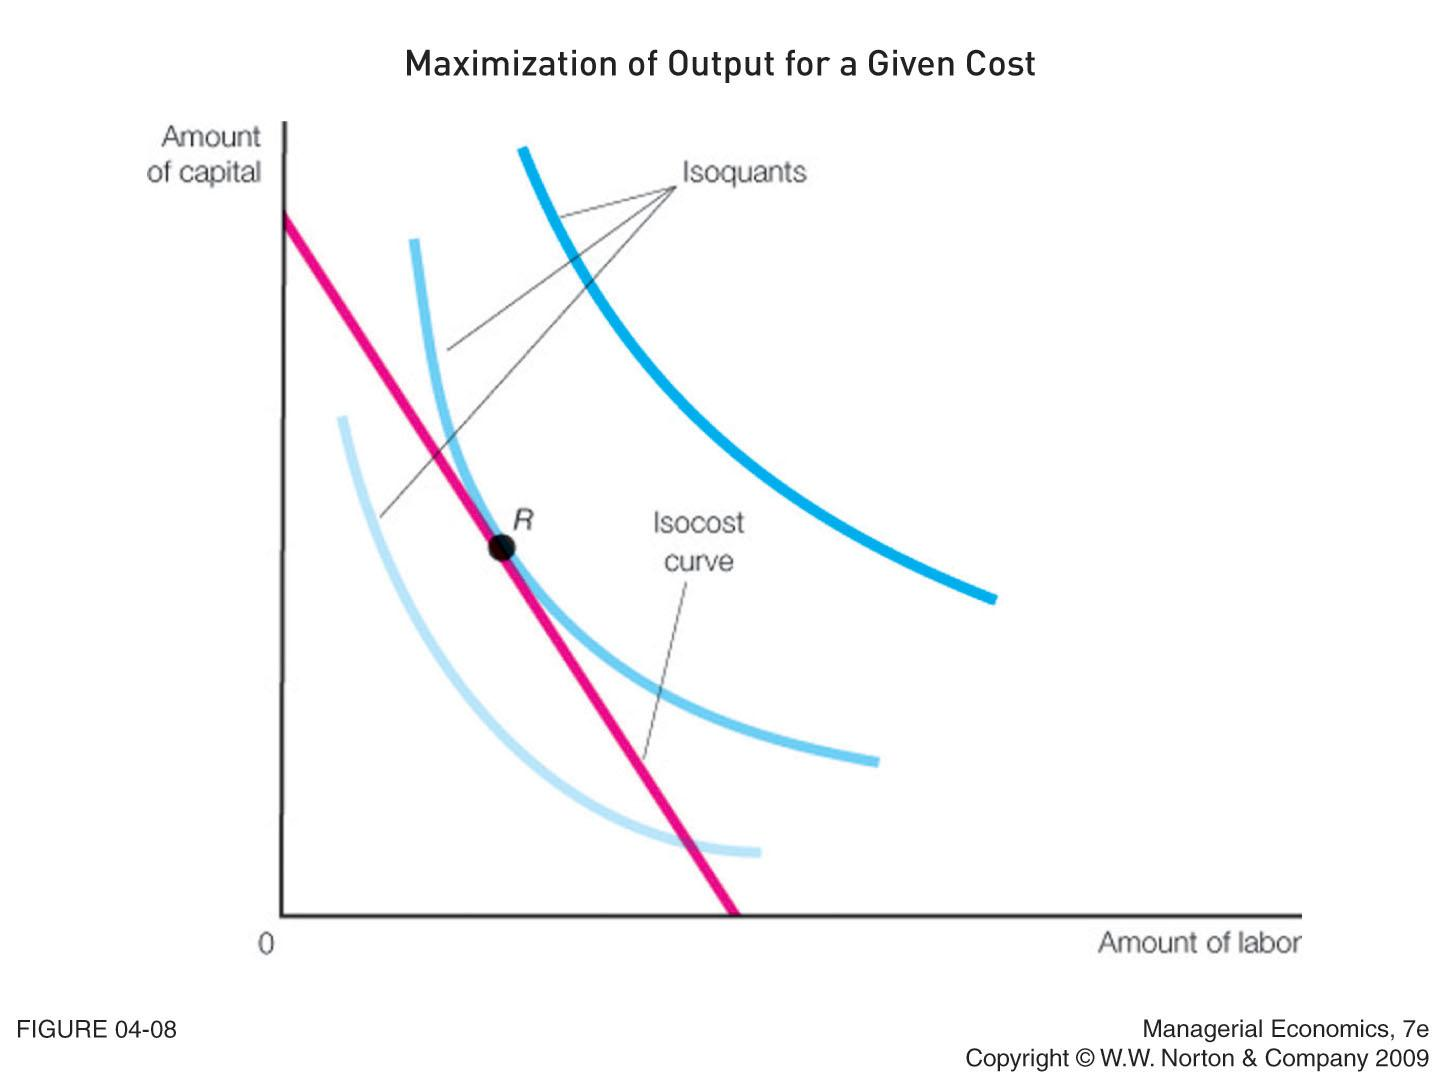 Maximization of Output for a Given Cost
Amount
of capital
Isoquants
R
Isocost
curve
0
Amount of labor
FIGURE 04-08
Managerial Economics, 7e
Copyright © W.W. Norton & Company 2009